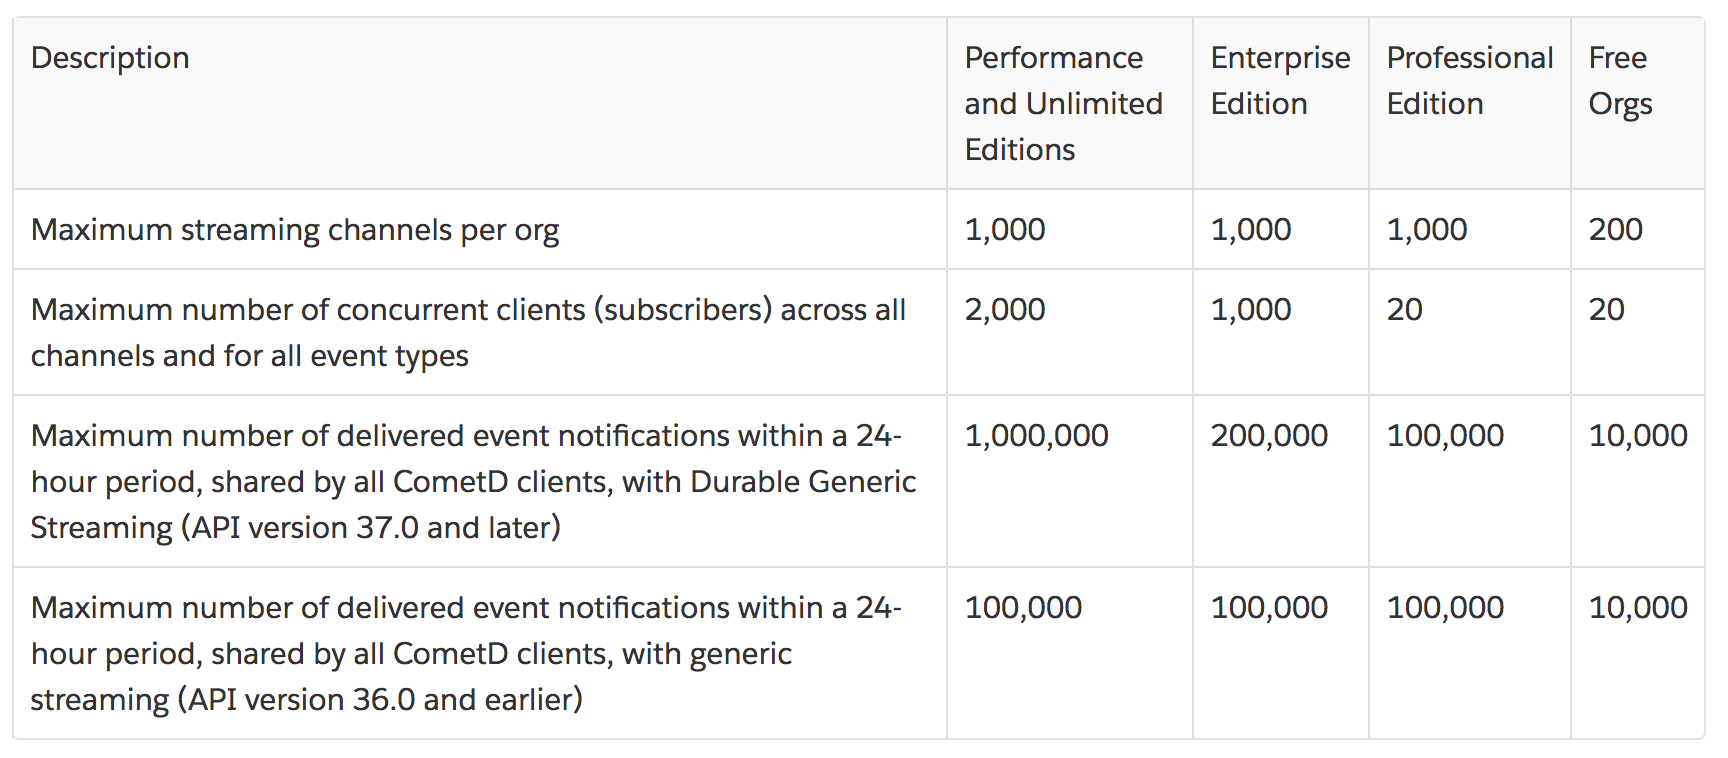 Description
Performance
and Unlimited
Editions
Enterprise
Edition
Professional
Edition
Free
Orgs
Maximum streaming channels per org
1,000
1,000
1,000
200
Maximum number of concurrent clients (subscribers) across all
channels and for all event types
2,000
1,000
20
20
Maximum number of delivered event notifications within a 24-
hour period, shared by all CometD clients, with Durable Generic
Streaming (API version 37.0 and later)
1,000,000
200,000
100,000
10,000
Maximum number of delivered event notifications within a 24-
hour period, shared by all CometD clients, with generic
streaming (API version 36.0 and earlier)
100,000
100,000
100,000
10,000